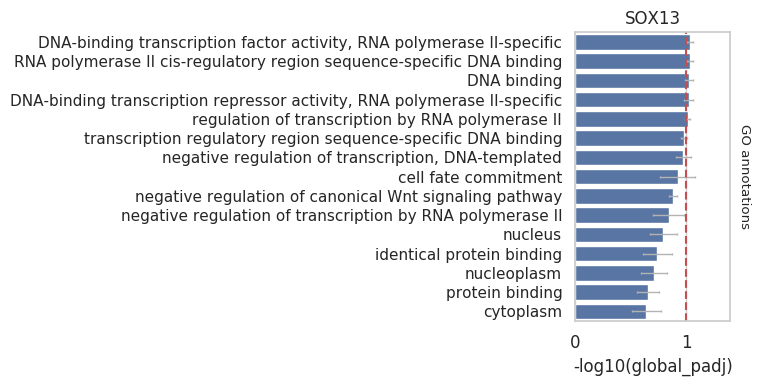 SOX13
DNA-binding transcription factor activity, RNA polymerase II-specific
RNA polymerase II cis-regulatory region sequence-specific DNA binding
DNA binding
DNA-binding transcription repressor activity, RNA polymerase II-specific
regulation of transcription by RNA polymerase II
transcription regulatory region sequence-specific DNA binding
negative regulation of transcription, DNA-templated
cell fate commitment
negative regulation of canonical Wnt signaling pathway
negative regulation of transcription by RNA polymerase II
nucleus
identical protein binding
nucleoplasm
protein binding
cytoplasm
GO annotations
0 1
-log10(global_padj)